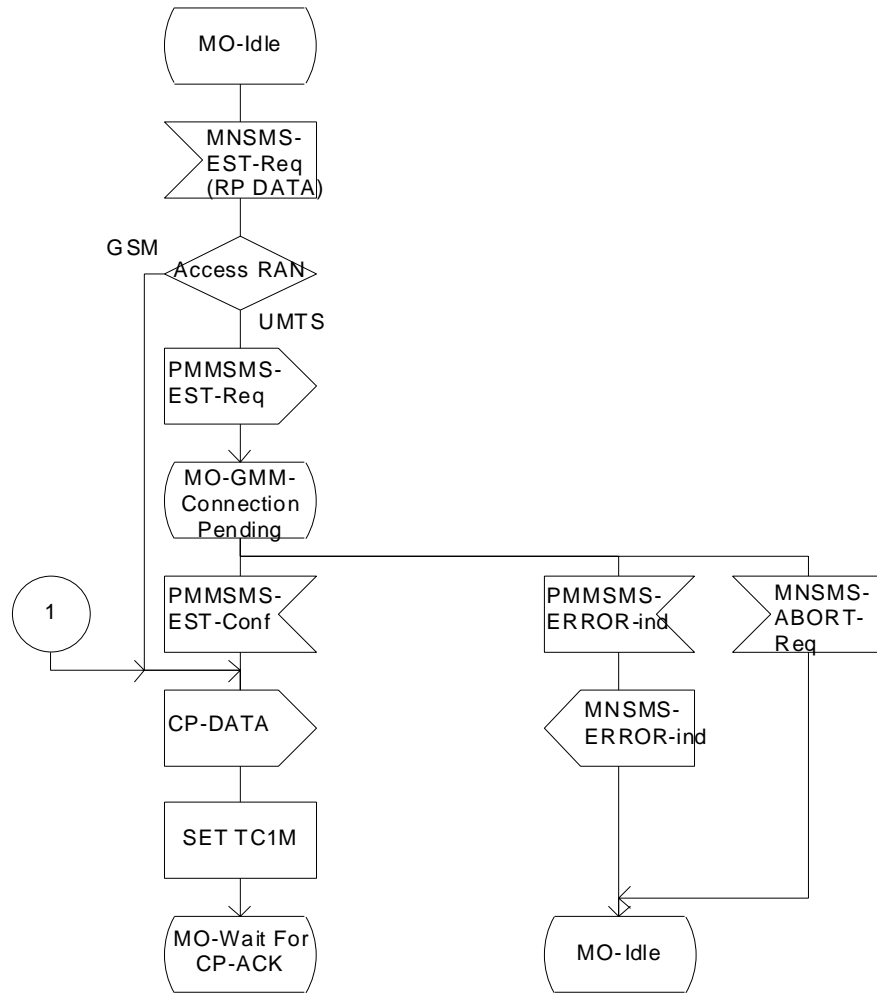 MO-Idle
MNSMS-
EST-Req
(RP DATA)
GSM
Access RAN
UMTS
PMMSMS-
EST-Req
MO-GMM-
Connection
Pending
1
PMMSMS-
EST-Conf
PMMSMS-
ERROR-ind
MNSMS-
ABORT-
Req
CP-DATA
MNSMS-
ERROR-ind
SET TC1M
MO-Wait For
CP-ACK
MO-Idle